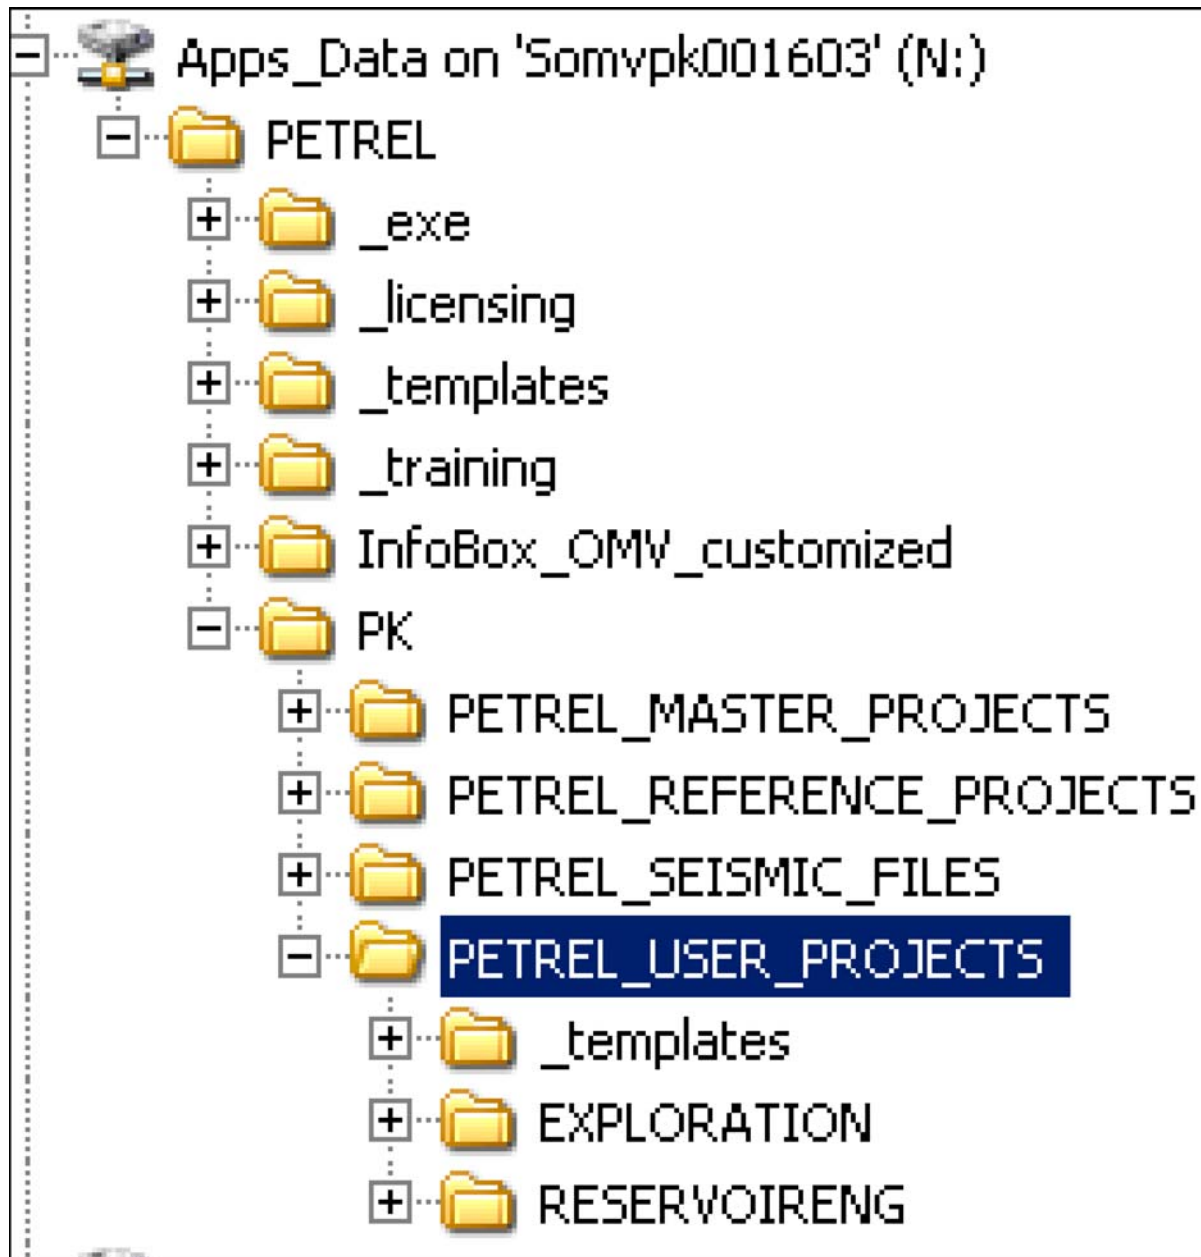 Apps_Data on 'Somvpk001603' (N:)
PETREL
_exe
_licensing
_templates
_training
InfoBox_OMV_customized
PK
PETREL_MASTER_PROJECTS
PETREL_REFERENCE_PROJECTS
PETREL_SEISMIC_FILES
PETREL_USER_PROJECTS
_templates
EXPLORATION
RESERVOIRENG